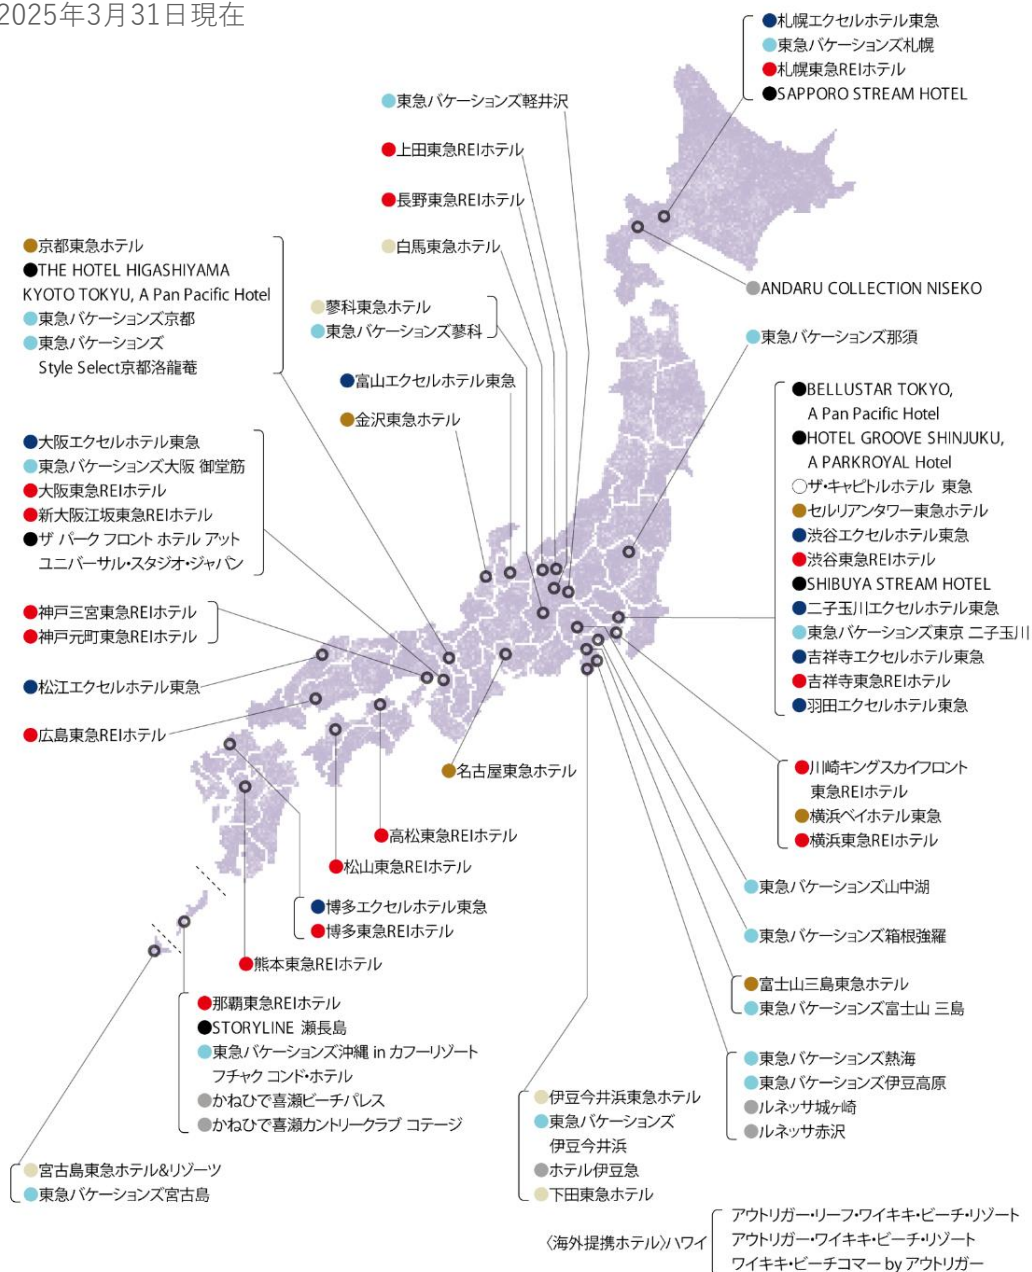 2025年3月31日現在
●札幌エクセルホテル東急
●東急バケーションズ札幌
●札幌東急REIホテル
●SAPPORO STREAM HOTEL
●東急バケーションズ軽井沢
●上田東急REIホテル
●長野東急REIホテル
●白馬東急ホテル
●京都東急ホテル
●THE HOTEL HIGASHIYAMA
KYOTO TOKYU, A Pan Pacific Hotel
●東急バケーションズ京都
●東急バケーションズ
Style Select京都洛龍菴
●蓼科東急ホテル
●東急バケーションズ蓼科
●富山エクセルホテル東急
●金沢東急ホテル
●ANDARU COLLECTION NISEKO
●東急バケーションズ那須
●大阪エクセルホテル東急
●東急バケーションズ大阪 御堂筋
●大阪東急REIホテル
●新大阪江坂東急REIホテル
●ザ パーク フロント ホテル アット
ユニバーサル・スタジオ・ジャパン
●BELLUSTAR TOKYO,
A Pan Pacific Hotel
●HOTEL GROOVE SHINJUKU,
A PARKROYAL Hotel
○ザ・キャピトルホテル 東急
●セルリアンタワー東急ホテル
●渋谷エクセルホテル東急
●渋谷東急REIホテル
●SHIBUYA STREAM HOTEL
●二子玉川エクセルホテル東急
●東急バケーションズ東京 二子玉川
●吉祥寺エクセルホテル東急
●吉祥寺東急REIホテル
●羽田エクセルホテル東急
●神戸三宮東急REIホテル
●神戸元町東急REIホテル
●松江エクセルホテル東急
●広島東急REIホテル
●名古屋東急ホテル
●高松東急REIホテル
●松山東急REIホテル
●川崎キングスカイフロント
東急REIホテル
●横浜ベイホテル東急
●横浜東急REIホテル
●東急バケーションズ山中湖
●東急バケーションズ箱根強羅
●博多エクセルホテル東急
●博多東急REIホテル
●熊本東急REIホテル
●富士山三島東急ホテル
●東急バケーションズ富士山 三島
●那覇東急REIホテル
●STORYLINE 瀬長島
●東急バケーションズ沖縄 in カフーリゾート
フチャク コンド・ホテル
●かねひで喜瀬ビーチパレス
●かねひで喜瀬カントリークラブ コテージ
●東急バケーションズ熱海
●東急バケーションズ伊豆高原
●ルネッサ城ヶ崎
●ルネッサ赤沢
●伊豆今井浜東急ホテル
●東急バケーションズ
伊豆今井浜
●ホテル伊豆急
●下田東急ホテル
●宮古島東急ホテル&リゾーツ
●東急バケーションズ宮古島
〈海外提携ホテル〉ハワイ
アウトリガー・リーフ・ワイキキ・ビーチ・リゾート
アウトリガー・ワイキキ・ビーチ・リゾート
ワイキキ・ビーチコマー by アウトリガー